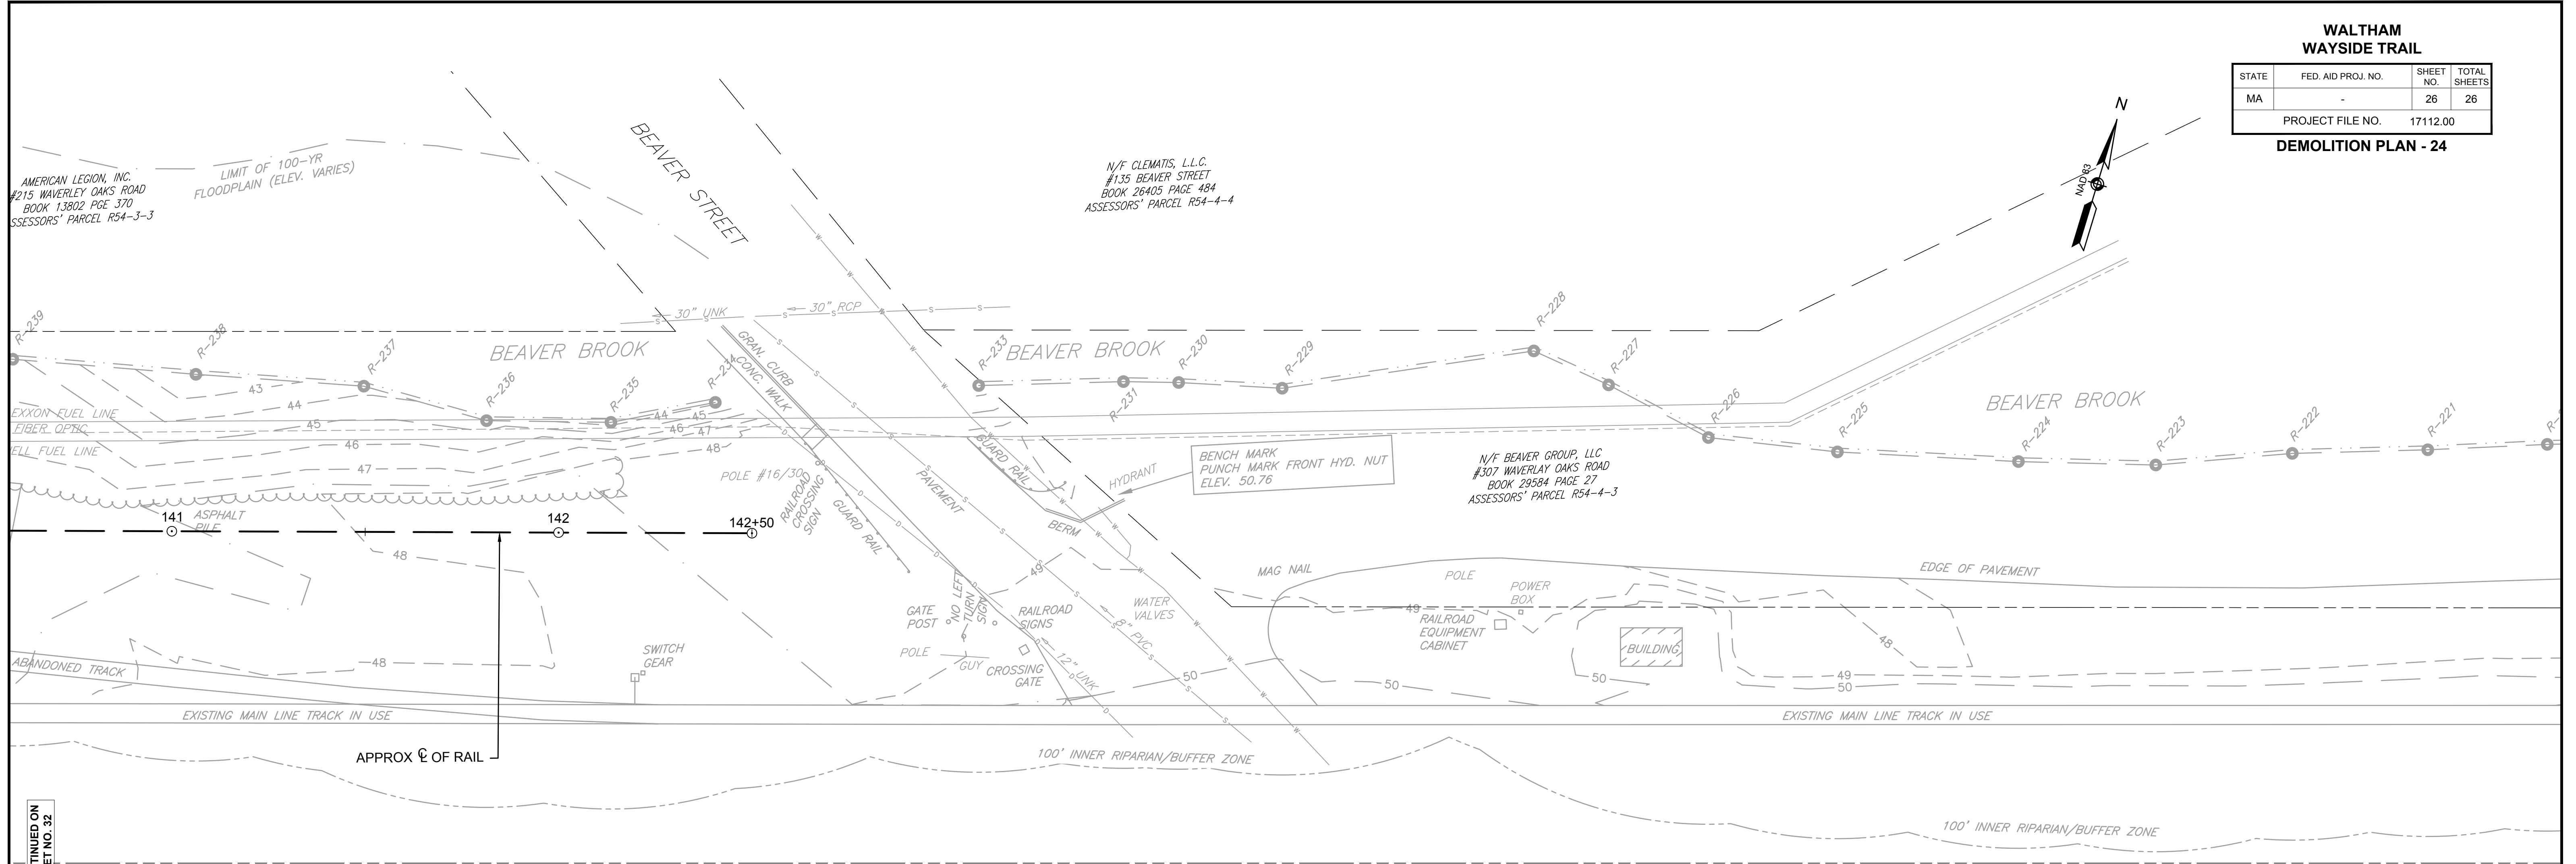 WALTHAM
WAYSIDE TRAIL
STATE
FED. AID PROJ. NO.
SHEET
NO.
TOTAL
SHEETS
MA
-
26
26
PROJECT FILE NO. 17112.00
DEMOLITION PLAN - 24
N
NAD 83
AMERICAN LEGION, INC.
#215 WAVERLEY OAKS ROAD
BOOK 13802 PGE 370
SSESSORS' PARCEL R54-3-3
LIMIT OF 100-YR
FLOODPLAIN (ELEV. VARIES)
BEAVER STREET
N/F CLEMATIS, L.L.C.
#135 BEAVER STREET
BOOK 26405 PAGE 484
ASSESSORS' PARCEL R54-4-4
30" UNK
30" RCP
R-239
R-238
R-237
R-236
R-235
R-234
R-233
R-231
R-230
R-229
R-228
R-227
R-226
R-225
R-224
R-223
R-222
R-221
BEAVER BROOK
BEAVER BROOK
BEAVER BROOK
GRAN. CURB
CONC. WALK
43
44
45
46
47
44
45
46
47
48
EXXON FUEL LINE
FIBER OPTIC
ELL FUEL LINE
POLE #16/30
RAILROAD
CROSSING
SIGN
GUARD RAIL
PAVEMENT
GUARD RAIL
HYDRANT
BERM
BENCH MARK
PUNCH MARK FRONT HYD. NUT
ELEV. 50.76
N/F BEAVER GROUP, LLC
#307 WAVERLAY OAKS ROAD
BOOK 29584 PAGE 27
ASSESSORS' PARCEL R54-4-3
141
ASPHALT
PILE
142
142+50
48
49
MAG NAIL
POLE
POWER
BOX
EDGE OF PAVEMENT
GATE
POST
NO LEFT
TURN
SIGN
RAILROAD
SIGNS
WATER
VALVES
8" PVC
49
RAILROAD
EQUIPMENT
CABINET
BUILDING
48
ABANDONED TRACK
48
SWITCH
GEAR
POLE
GUY
CROSSING
GATE
12" UNK
50
50
50
49
50
EXISTING MAIN LINE TRACK IN USE
EXISTING MAIN LINE TRACK IN USE
APPROX ℄ OF RAIL
100' INNER RIPARIAN/BUFFER ZONE
100' INNER RIPARIAN/BUFFER ZONE
TINUED ON
ET NO. 32